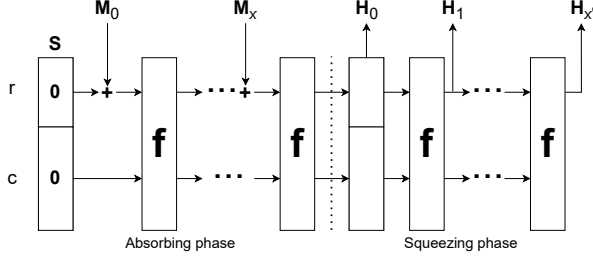 M0 Mx H0 H1 Hx'
S
r 0 + ... + ...
f f f f
c 0 ... ...
Absorbing phase Squeezing phase